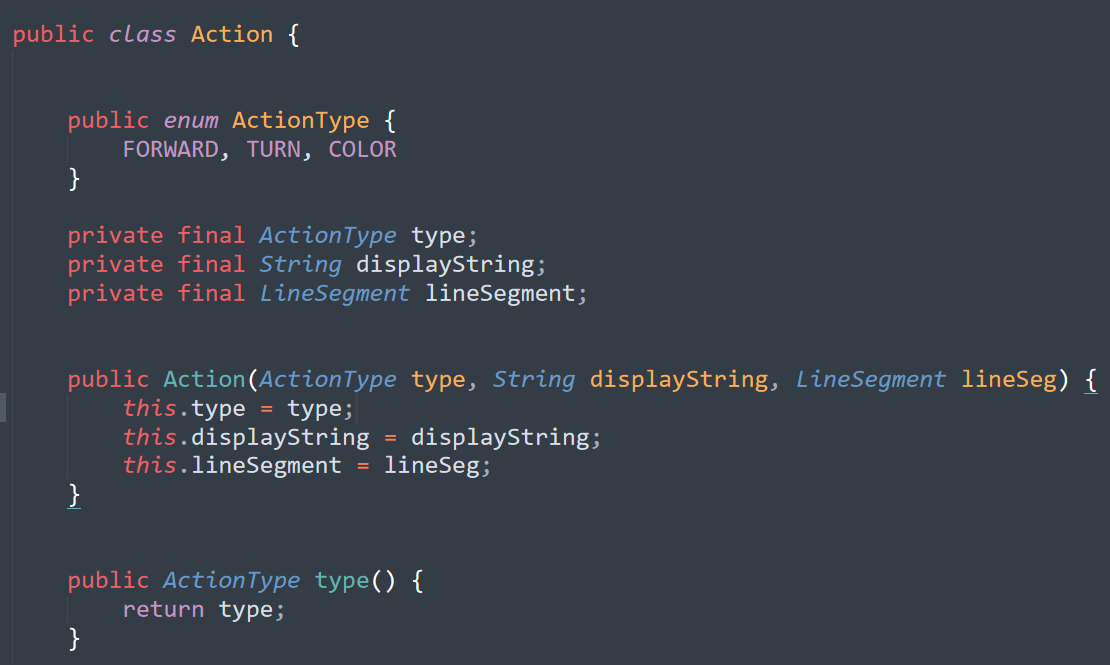 public class Action {
public enum ActionType {
FORWARD, TURN, COLOR
}
private final ActionType type;
private final String displayString;
private final LineSegment lineSegment;
public Action(ActionType type, String displayString, LineSegment lineSeg) {
this.type = type;
this.displayString = displayString;
this.lineSegment = lineSeg;
}
public ActionType type() {
return type;
}